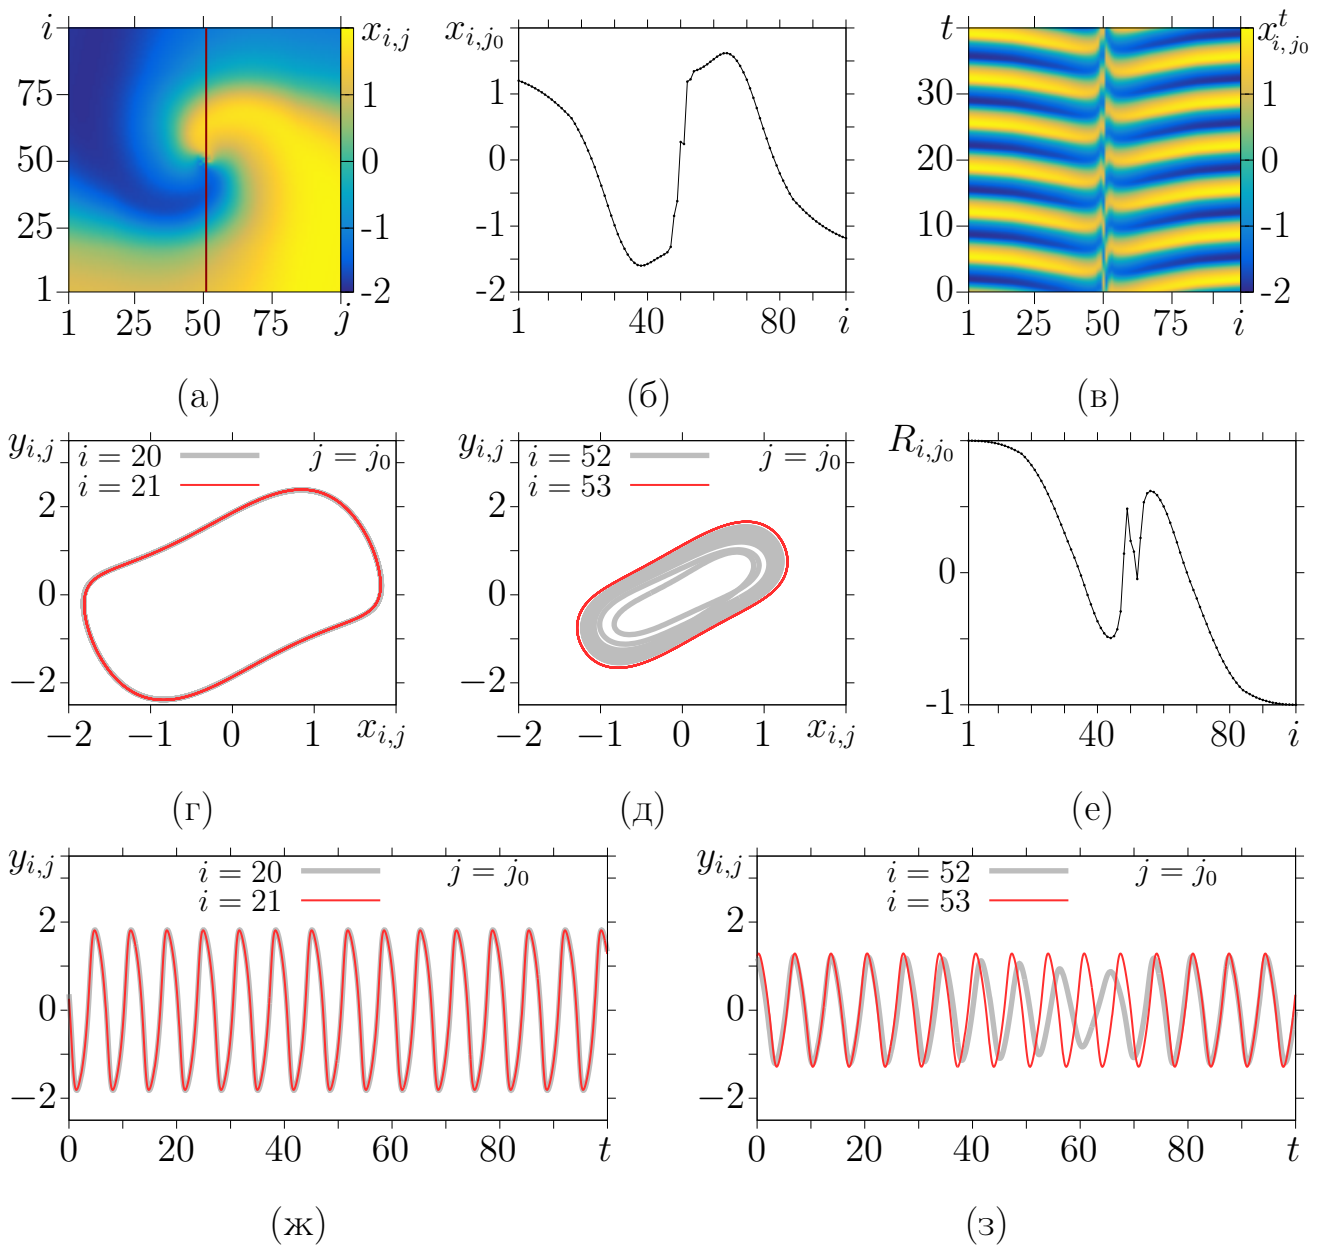 i x_{i,j} x_{i,j_0} t x^t_{i,j_0}
75 1 1 30 1
50 0 0 20 0
25 -1 -1 10 -1
1 -2 -2 0 -2
1 25 50 75 j 1 40 80 i 1 25 50 75 i
(а) (б) (в)
y_{i,j} i = 20 j = j_0 y_{i,j} i = 52 j = j_0 R_{i,j_0}
i = 21 i = 53
2 2
0 0 0
−2 −2 -1
−2 −1 0 1 x_{i,j} −2 −1 0 1 x_{i,j} 1 40 80 i
(г) (д) (е)
y_{i,j} i = 20 j = j_0 y_{i,j} i = 52 j = j_0
i = 21 i = 53
2 2
0 0
−2 −2
0 20 40 60 80 t 0 20 40 60 80 t
(ж) (з)